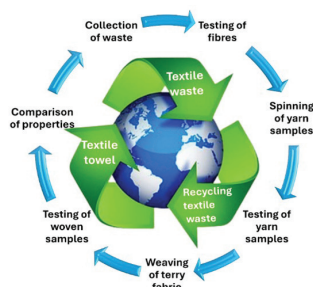 Collection
of waste
Testing of
fibres
Spinning
of yarn
samples
Testing of
yarn
samples
Weaving
of terry
fabric
Testing of
woven
samples
Comparison
of properties
Textile
waste
Recycling
textile
waste
Textile
towel